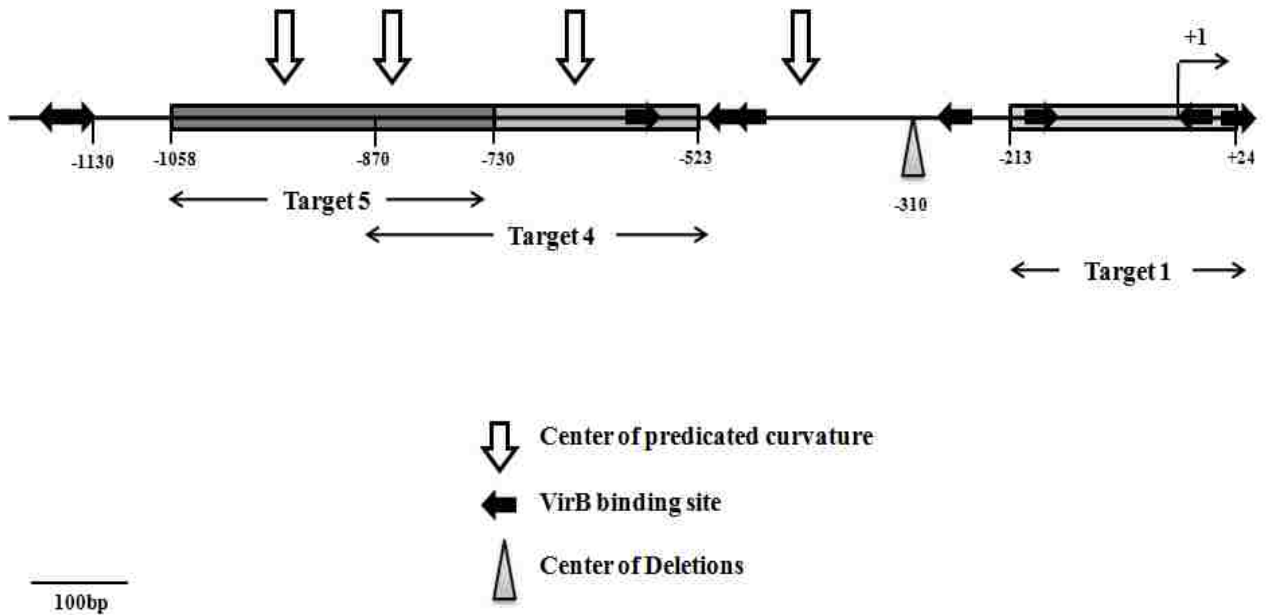 +1
-1130
-1058
-870
-730
-523
-310
-213
+24
Target 5
Target 4
Target 1
Center of predicated curvature
VirB binding site
Center of Deletions
100bp